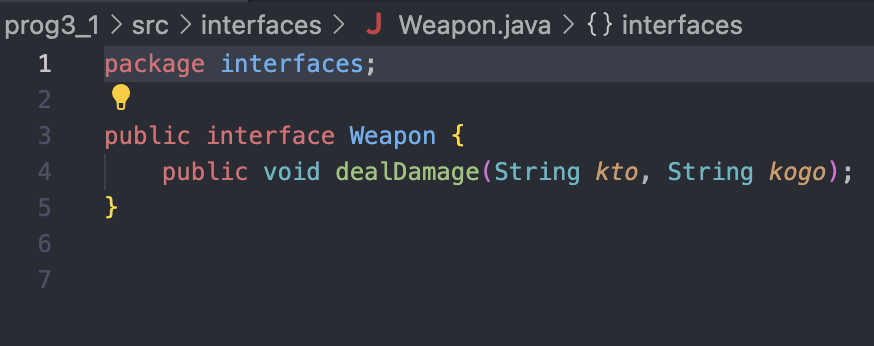 prog3_1 > src > interfaces > J Weapon.java > {} interfaces
1 package interfaces;
2
3 public interface Weapon {
4 public void dealDamage(String kto, String kogo);
5 }
6
7